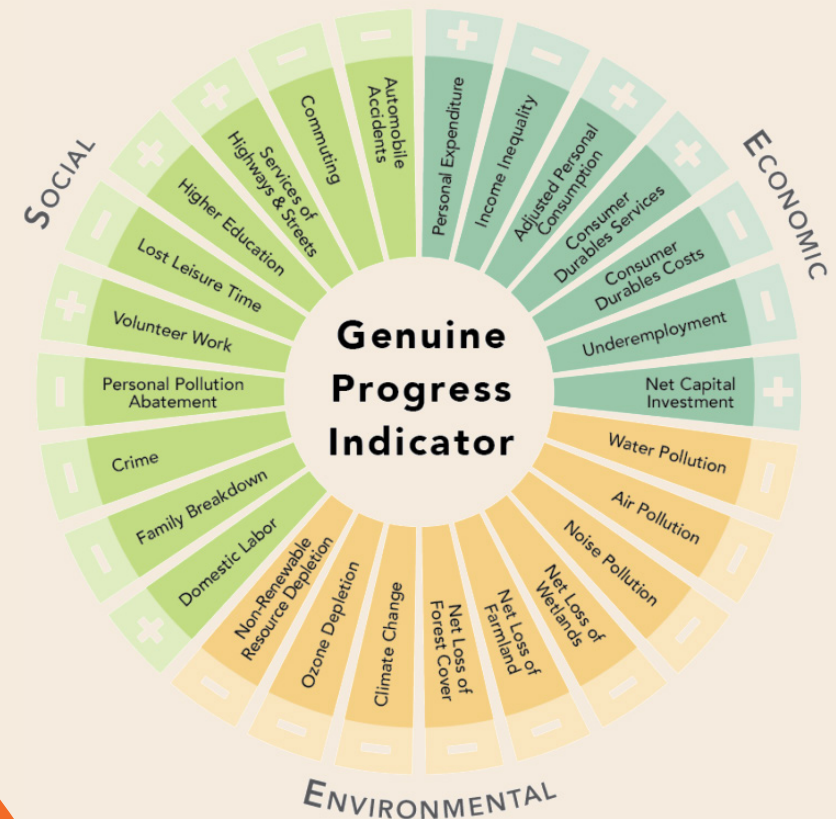 Genuine
Progress
Indicator
ECONOMIC
+
Personal Expenditure
−
Income Inequality
+
Adjusted Personal
Consumption
+
Consumer
Durables Services
−
Consumer
Durables Costs
−
Underemployment
+
Net Capital
Investment
ENVIRONMENTAL
−
Water Pollution
−
Air Pollution
−
Noise Pollution
−
Net Loss of
Wetlands
−
Net Loss of
Farmland
−
Net Loss of
Forest Cover
−
Climate Change
−
Ozone Depletion
−
Non-Renewable
Resource Depletion
SOCIAL
+
Domestic Labor
−
Family Breakdown
−
Crime
−
Personal Pollution
Abatement
+
Volunteer Work
−
Lost Leisure Time
+
Higher Education
+
Services of
Highways & Streets
−
Commuting
−
Automobile
Accidents